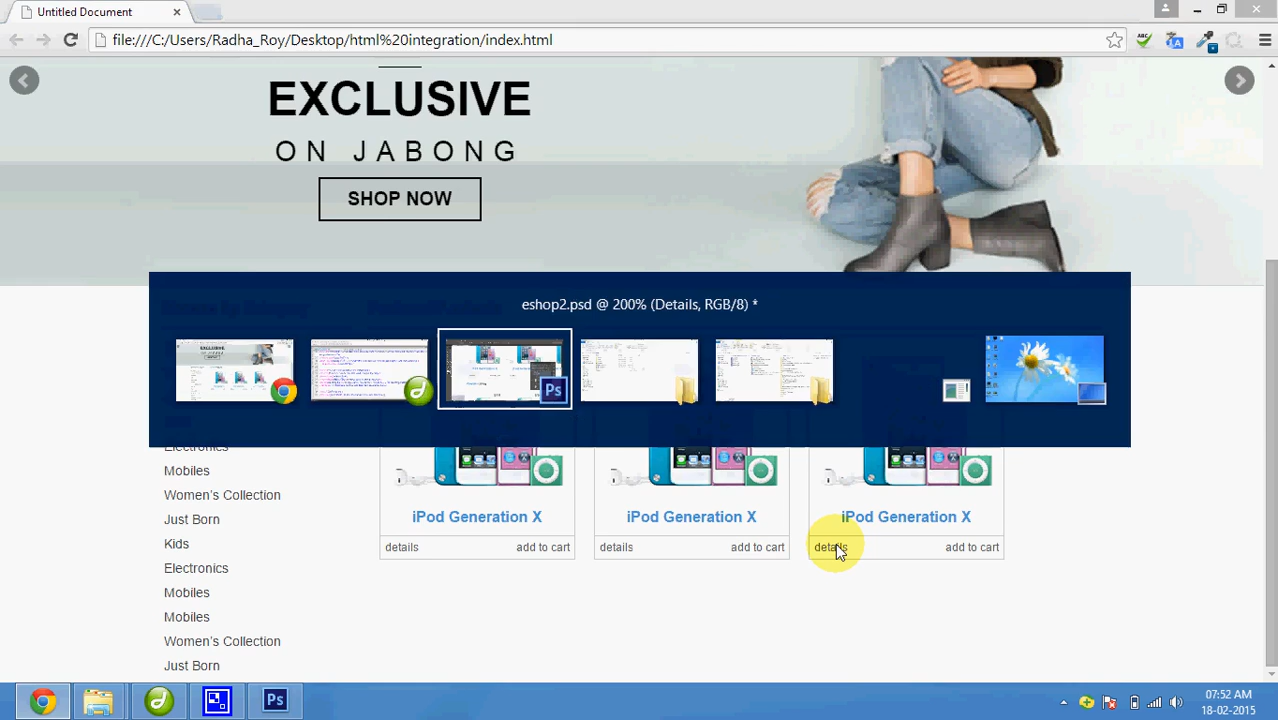 Untitled Document
file:///C:/Users/Radha_Roy/Desktop/html%20integration/index.html
ABC
EXCLUSIVE
ON JABONG
SHOP NOW
eshop2.psd @ 200% (Details, RGB/8) *
Ps
Electronics
Mobiles
Women's Collection
Just Born
Kids
Electronics
Mobiles
Mobiles
Women's Collection
Just Born
iPod Generation X
iPod Generation X
iPod Generation X
details
add to cart
details
add to cart
details
add to cart
Ps
07:52 AM
18-02-2015